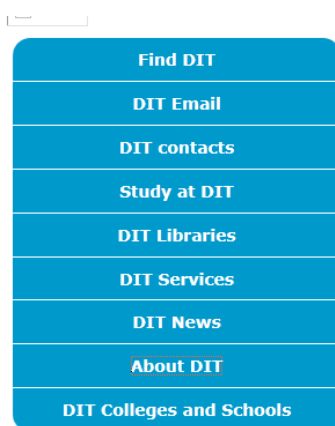 Find DIT
DIT Email
DIT contacts
Study at DIT
DIT Libraries
DIT Services
DIT News
About DIT
DIT Colleges and Schools